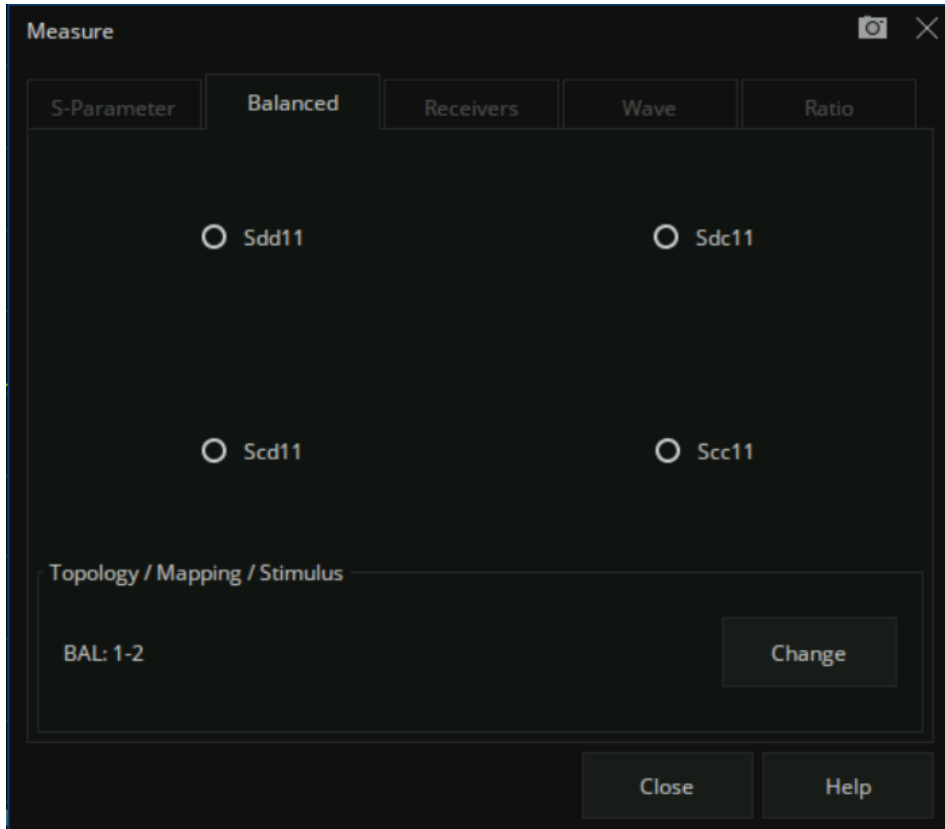 Measure
S-Parameter Balanced Receivers Wave Ratio
Sdd11 Sdc11
Scd11 Scc11
Topology / Mapping / Stimulus
BAL: 1-2 Change
Close Help